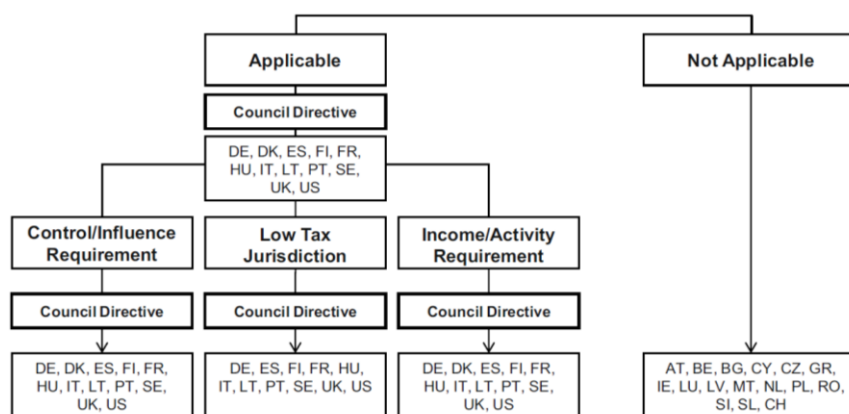 Applicable
Not Applicable
Council Directive
DE, DK, ES, FI, FR,
HU, IT, LT, PT, SE,
UK, US
Control/Influence
Requirement
Low Tax
Jurisdiction
Income/Activity
Requirement
Council Directive
Council Directive
Council Directive
DE, DK, ES, FI, FR,
HU, IT, LT, PT, SE,
UK, US
DE, ES, FI, FR, HU,
IT, LT, PT, SE, UK, US
DE, DK, ES, FI, FR,
HU, IT, LT, PT, SE,
UK, US
AT, BE, BG, CY, CZ, GR,
IE, LU, LV, MT, NL, PL, RO,
SI, SL, CH